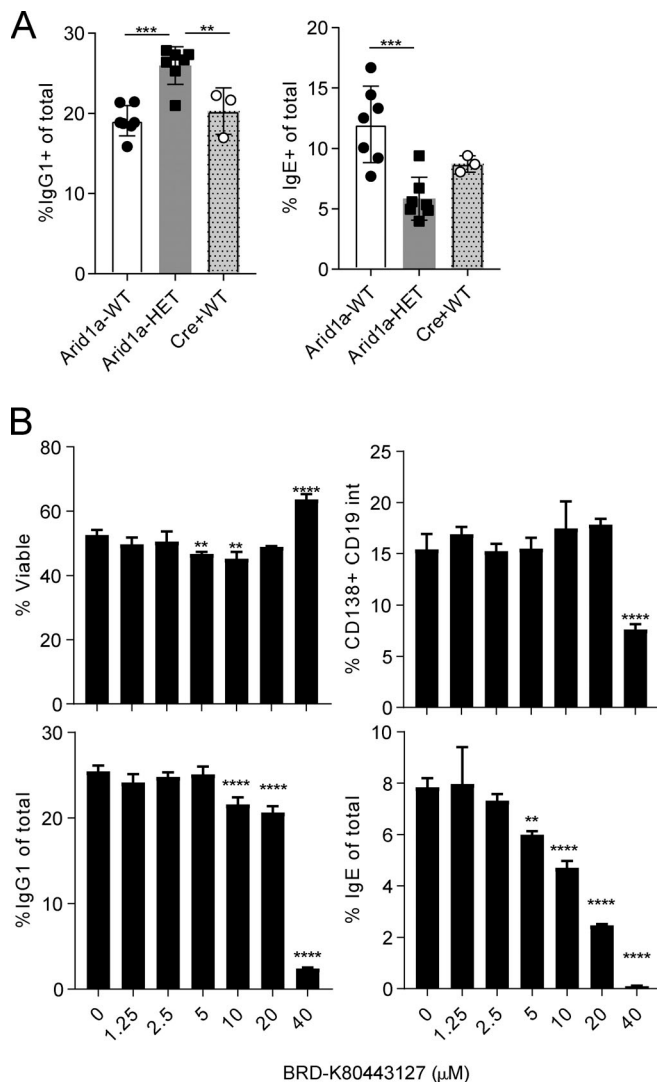 A
*** **
***
30
20
10
0
%IgG1+ of total
Arid1a-WT
Arid1a-HET
Cre+WT
20
15
10
5
0
% IgE+ of total
Arid1a-WT
Arid1a-HET
Cre+WT
B
80
60
40
20
0
% Viable
** ** ****
25
20
15
10
5
0
% CD138+ CD19 int
****
30
20
10
0
%IgG1 of total
**** **** ****
0 1.25 2.5 5 10 20 40
8
6
4
2
0
% IgE of total
** **** **** ****
0 1.25 2.5 5 10 20 40
BRD-K80443127 (μM)